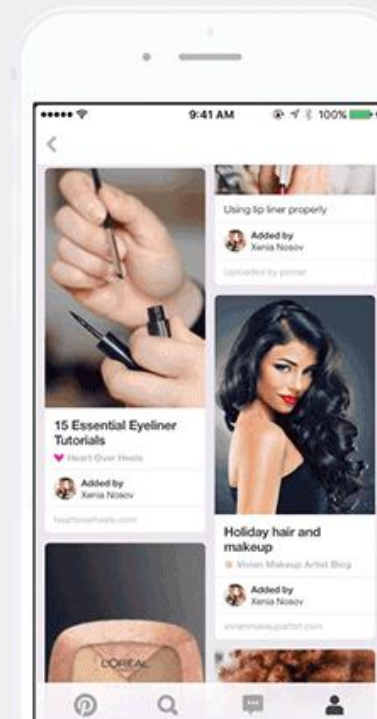 9:41 AM
100%
15 Essential Eyeliner
Tutorials
Heart Over Heels
Added by
Xenia Nosov
heartoverheels.com
L'ORÉAL
Using lip liner properly
Added by
Xenia Nosov
Uploaded by pinner
Holiday hair and
makeup
Vivian Makeup Artist Blog
Added by
Xenia Nosov
vivianmakeupartist.com